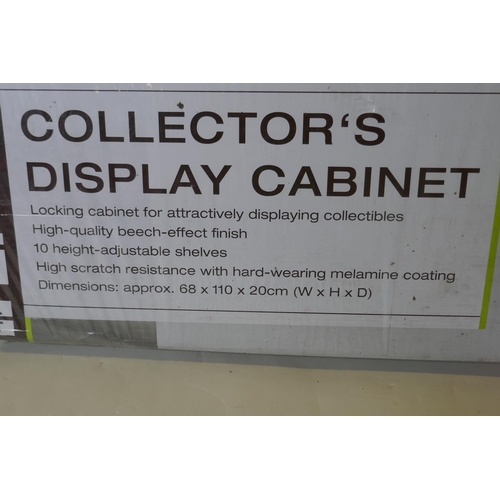 COLLECTOR‘S
DISPLAY CABINET
Locking cabinet for attractively displaying collectibles
High-quality beech-effect finish
10 height-adjustable shelves
High scratch resistance with hard-wearing melamine coating
Dimensions: approx. 68 x 110 x 20cm (W x H x D)